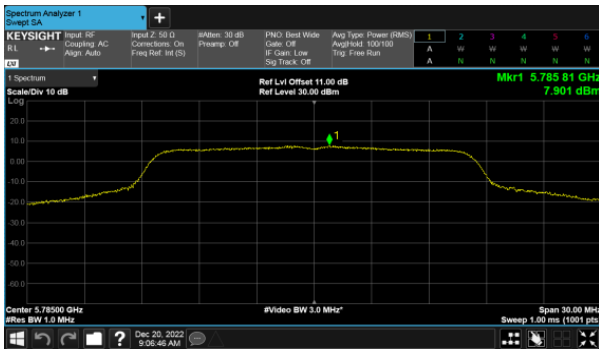 Spectrum Analyzer 1
Swept SA
+
KEYSIGHT Input: RF Input Z: 50 Ω #Atten: 30 dB PNO: Best Wide Avg Type: Power (RMS) 1 2 3 4 5 6
RL Coupling: AC Corrections: On Preamp: Off Gate: Off Avg|Hold: 100/100 A W W W W W
Align: Auto Freq Ref: Int (S) IF Gain: Low Trig: Free Run
Sig Track: Off A N N N N N
LXI
1 Spectrum
Mkr1 5.785 81 GHz
Ref Lvl Offset 11.00 dB
Scale/Div 10 dB Ref Level 30.00 dBm 7.901 dBm
Log
20.0
1
10.0
0.00
-10.0
-20.0
-30.0
-40.0
-50.0
-60.0
Center 5.78500 GHz #Video BW 3.0 MHz* Span 30.00 MHz
#Res BW 1.0 MHz Sweep 1.00 ms (1001 pts)
? Dec 20, 2022
9:06:46 AM